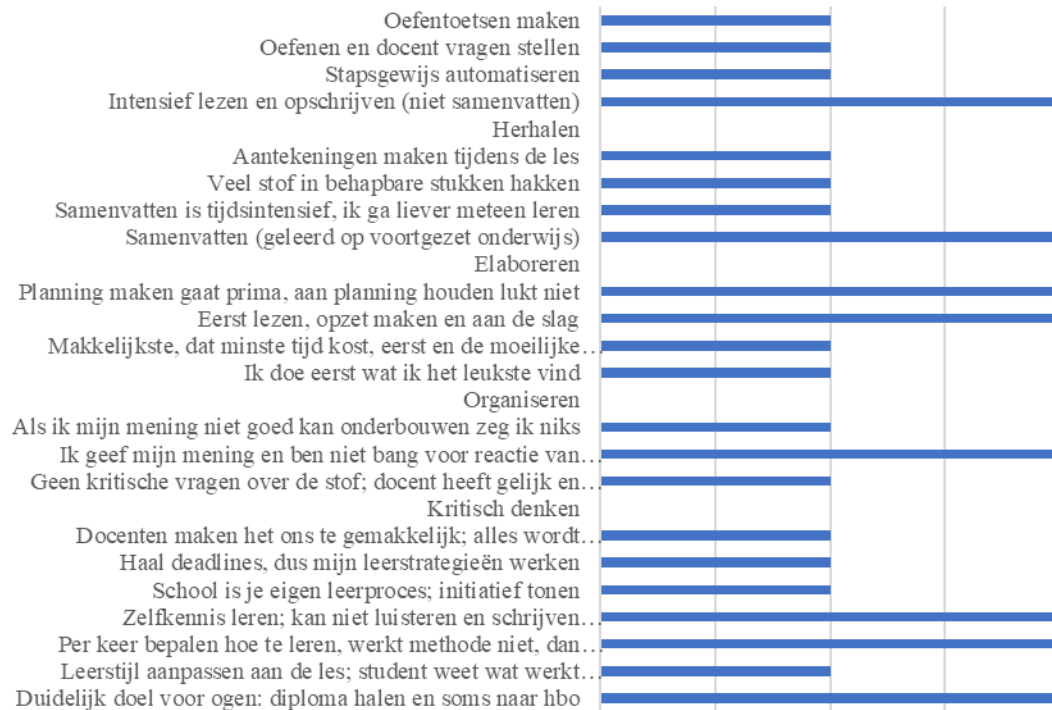 Oefentoetsen maken
Oefenen en docent vragen stellen
Stapsgewijs automatiseren
Intensief lezen en opschrijven (niet samenvatten)
Herhalen
Aantekeningen maken tijdens de les
Veel stof in behapbare stukken hakken
Samenvatten is tijdsintensief, ik ga liever meteen leren
Samenvatten (geleerd op voortgezet onderwijs)
Elaboreren
Planning maken gaat prima, aan planning houden lukt niet
Eerst lezen, opzet maken en aan de slag
Makkelijkste, dat minste tijd kost, eerst en de moeilijke…
Ik doe eerst wat ik het leukste vind
Organiseren
Als ik mijn mening niet goed kan onderbouwen zeg ik niks
Ik geef mijn mening en ben niet bang voor reactie van…
Geen kritische vragen over de stof; docent heeft gelijk en…
Kritisch denken
Docenten maken het ons te gemakkelijk; alles wordt…
Haal deadlines, dus mijn leerstrategieën werken
School is je eigen leerproces; initiatief tonen
Zelfkennis leren; kan niet luisteren en schrijven…
Per keer bepalen hoe te leren, werkt methode niet, dan…
Leerstijl aanpassen aan de les; student weet wat werkt…
Duidelijk doel voor ogen: diploma halen en soms naar hbo